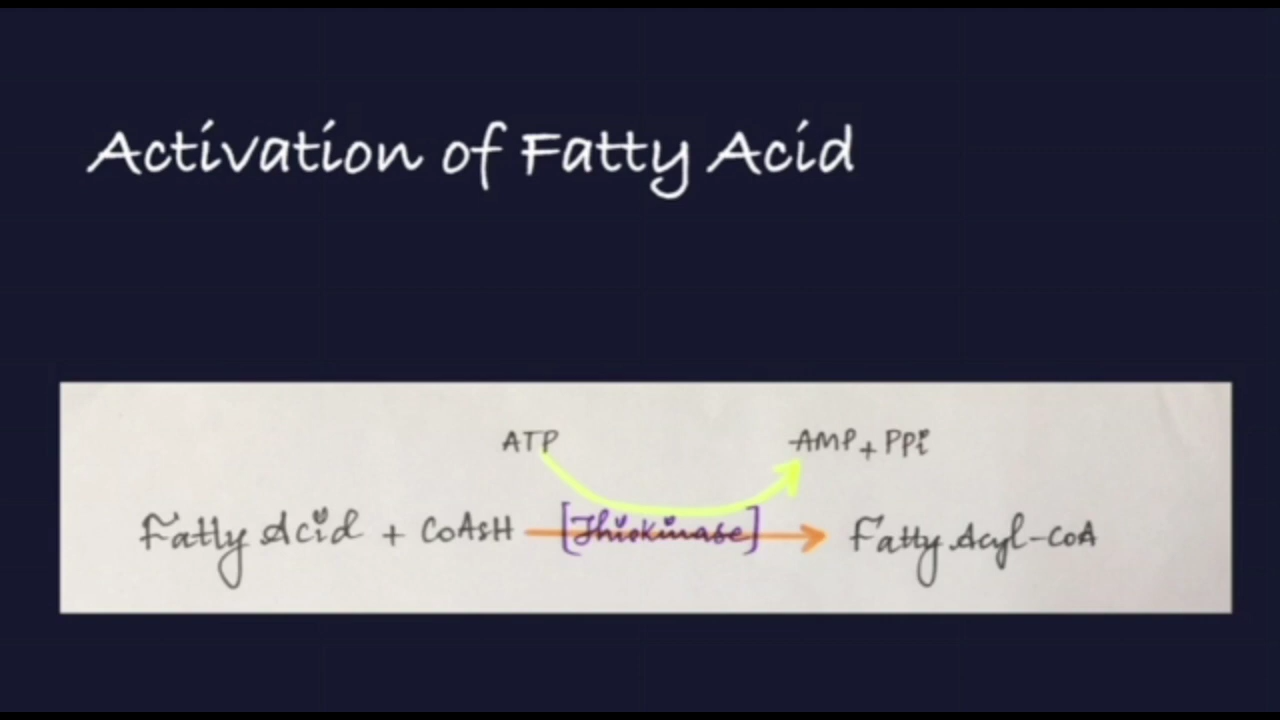 Activation of Fatty Acid
ATP AMP + PPi
Fatty Acid + CoAsH [Thiokinase] Fatty Acyl-CoA